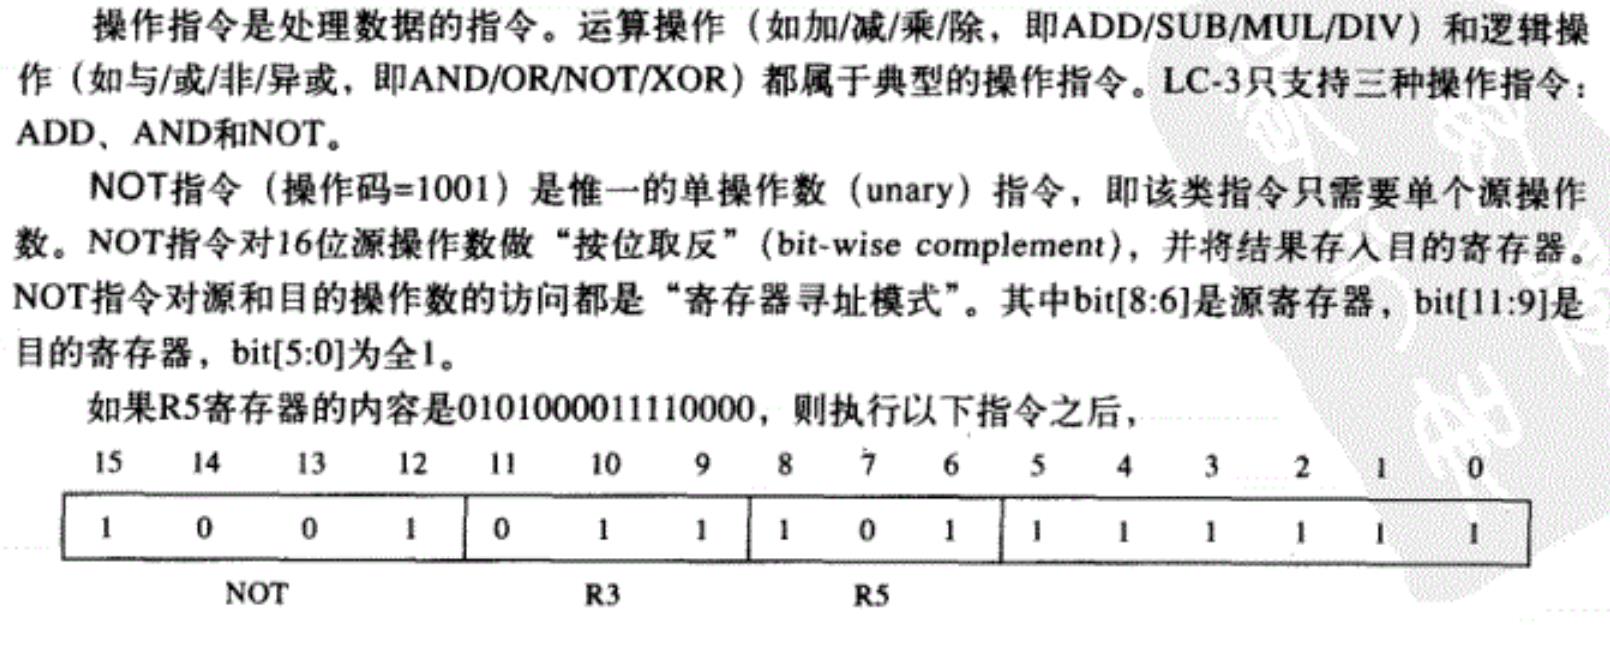 操作指令是处理数据的指令。运算操作（如加/减/乘/除，即ADD/SUB/MUL/DIV）和逻辑操
作（如与/或/非/异或，即AND/OR/NOT/XOR）都属于典型的操作指令。LC-3只支持三种操作指令：
ADD、AND和NOT。
NOT指令（操作码=1001）是惟一的单操作数（unary）指令，即该类指令只需要单个源操作
数。NOT指令对16位源操作数做“按位取反”（bit-wise complement），并将结果存入目的寄存器。
NOT指令对源和目的操作数的访问都是“寄存器寻址模式”。其中bit[8:6]是源寄存器，bit[11:9]是
目的寄存器，bit[5:0]为全1。
如果R5寄存器的内容是0101000011110000，则执行以下指令之后，
15 14 13 12 11 10 9 8 7 6 5 4 3 2 1 0
1 0 0 1 0 1 1 1 0 1 1 1 1 1 1 1
NOT R3 R5